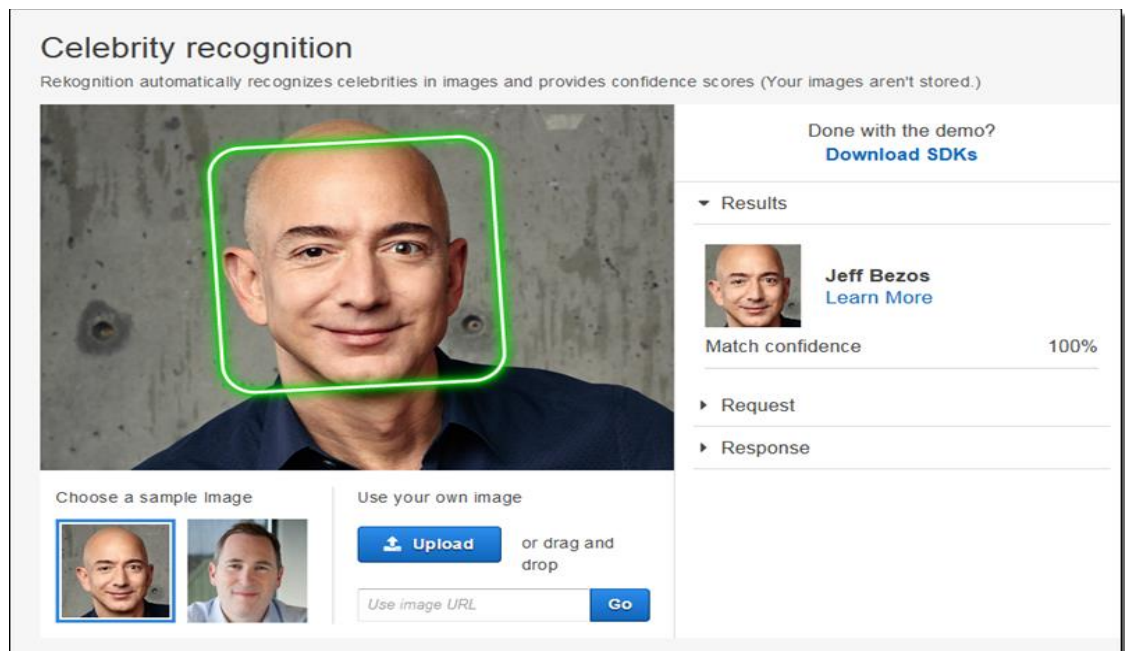 Celebrity recognition
Rekognition automatically recognizes celebrities in images and provides confidence scores (Your images aren't stored.)
Done with the demo?
Download SDKs
Results
Jeff Bezos
Learn More
Match confidence 100%
Request
Response
Choose a sample Image
Use your own image
Upload or drag and
drop
Use image URL Go